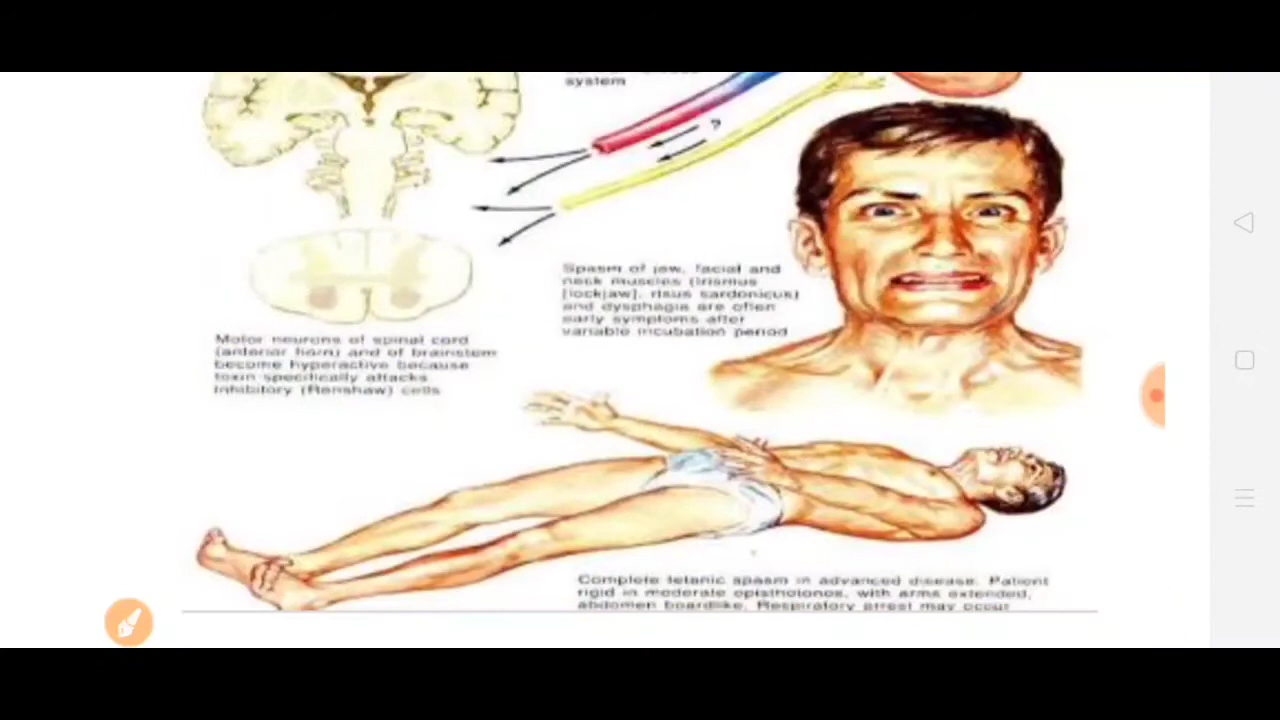 system
?
Spasm of jaw, facial and
neck muscles (trismus
[lockjaw], risus sardonicus)
and dysphagia are often
early symptoms after
variable incubation period
Motor neurons of spinal cord
(anterior horn) and of brainstem
become hyperactive because
toxin specifically attacks
inhibitory (Renshaw) cells
Complete tetanic spasm in advanced disease. Patient
rigid in moderate opisthotonos, with arms extended,
abdomen boardlike. Respiratory arrest may occur